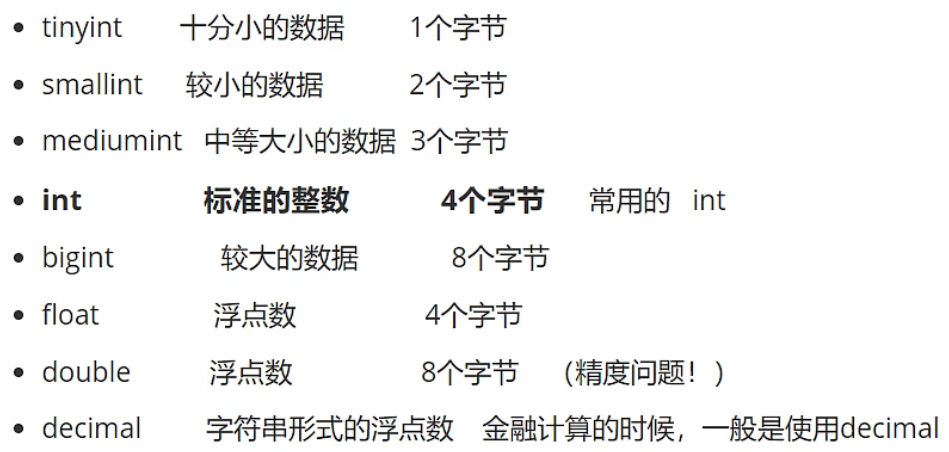 tinyint 十分小的数据 1个字节
smallint 较小的数据 2个字节
mediumint 中等大小的数据 3个字节
int 标准的整数 4个字节 常用的 int
bigint 较大的数据 8个字节
float 浮点数 4个字节
double 浮点数 8个字节 （精度问题！）
decimal 字符串形式的浮点数 金融计算的时候，一般是使用decimal